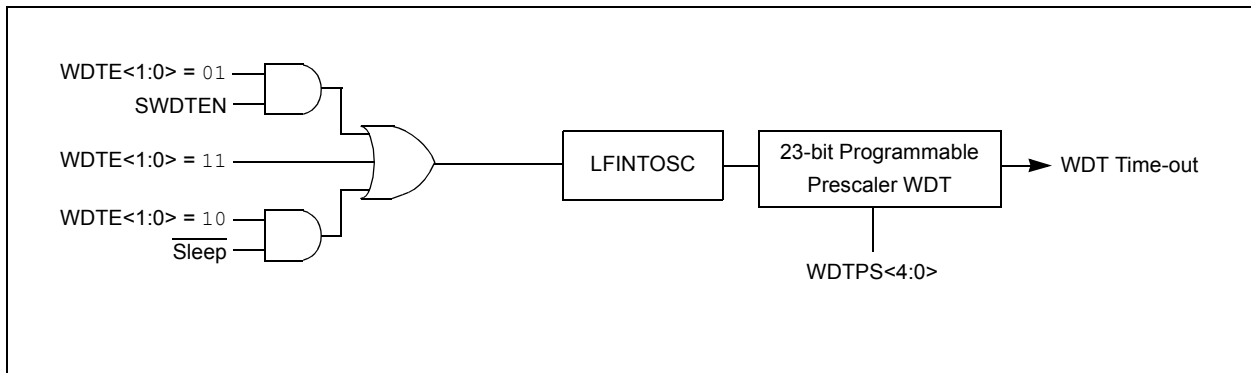 WDTE<1:0> = 01
SWDTEN
WDTE<1:0> = 11
WDTE<1:0> = 10
Sleep
LFINTOSC
23-bit Programmable
Prescaler WDT
WDT Time-out
WDTPS<4:0>